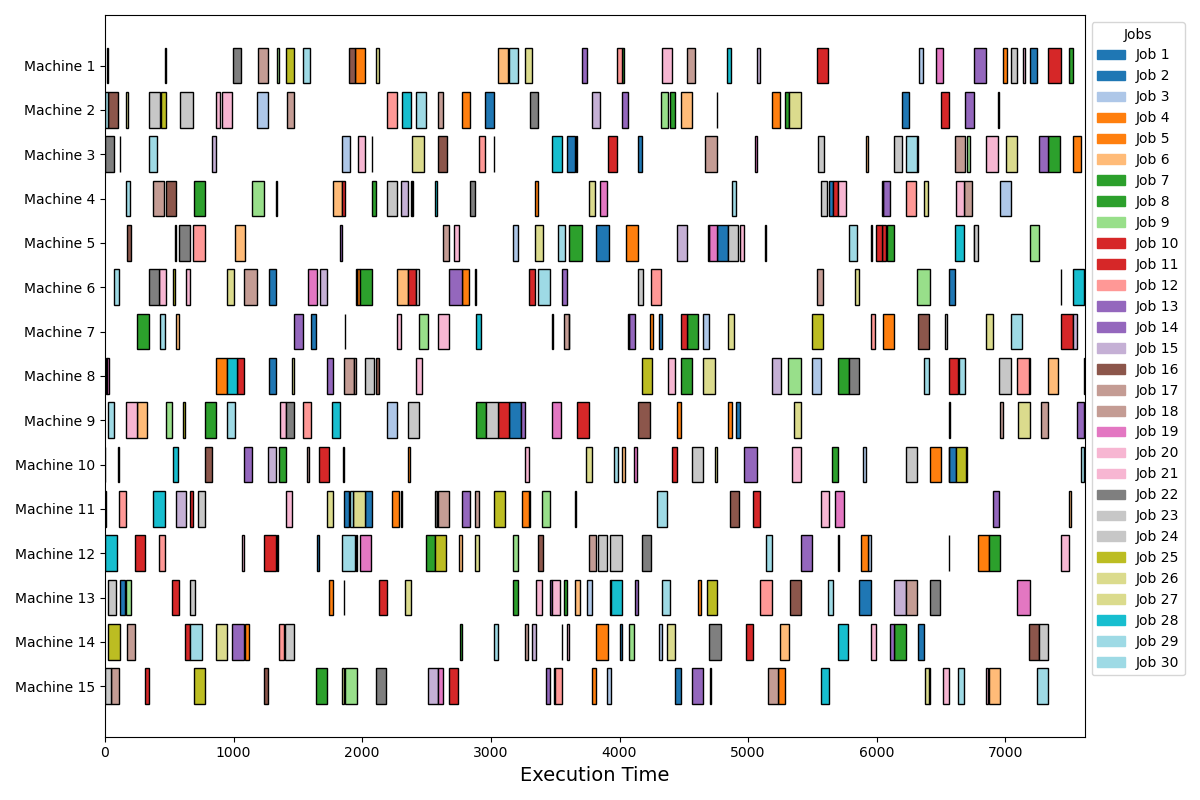 Jobs
Machine 1
Machine 2
Machine 3
Machine 4
Machine 5
Machine 6
Machine 7
Machine 8
Machine 9
Machine 10
Machine 11
Machine 12
Machine 13
Machine 14
Machine 15
Job 1
Job 2
Job 3
Job 4
Job 5
Job 6
Job 7
Job 8
Job 9
Job 10
Job 11
Job 12
Job 13
Job 14
Job 15
Job 16
Job 17
Job 18
Job 19
Job 20
Job 21
Job 22
Job 23
Job 24
Job 25
Job 26
Job 27
Job 28
Job 29
Job 30
0 1000 2000 3000 4000 5000 6000 7000
Execution Time